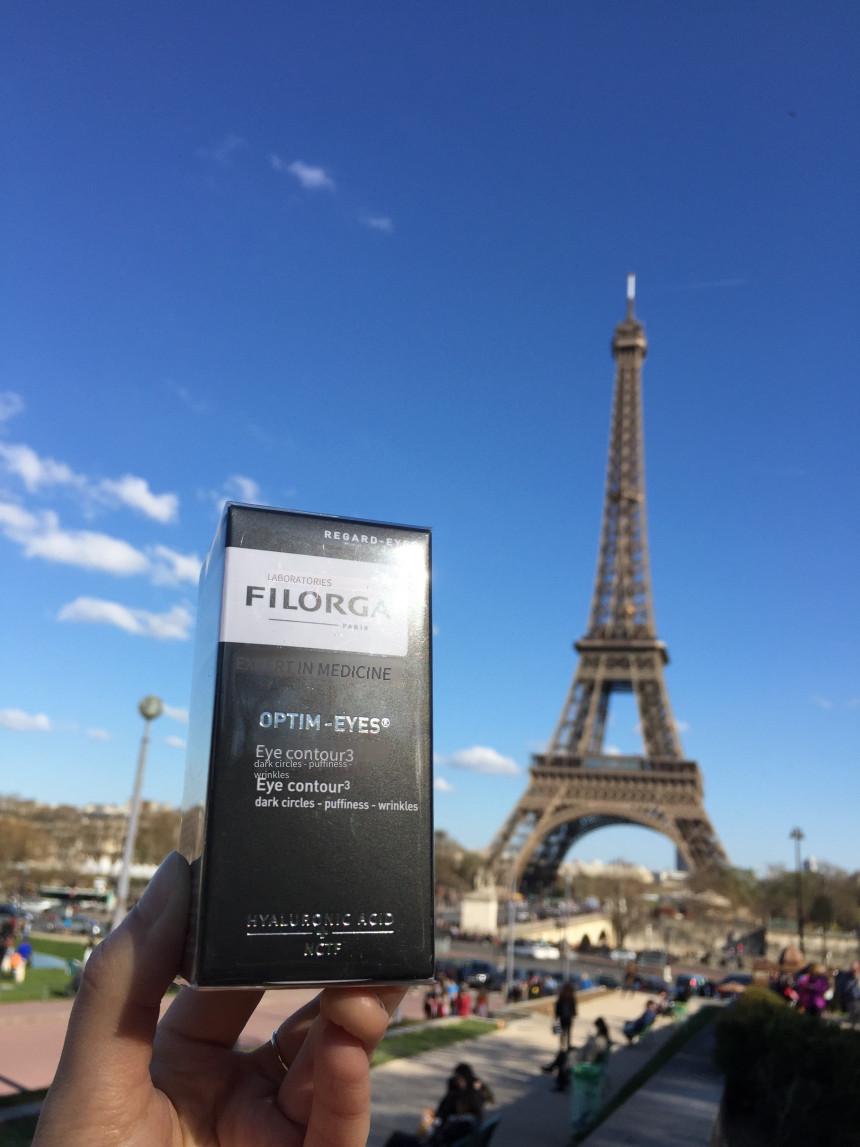 REGARD-EYES
LABORATORIES
FILORGA
PARIS
EXPERT IN MEDICINE
OPTIM-EYES®
Eye contour3
dark circles - puffiness -
wrinkles
Eye contour³
dark circles - puffiness - wrinkles
HYALURONIC ACID
NCTF